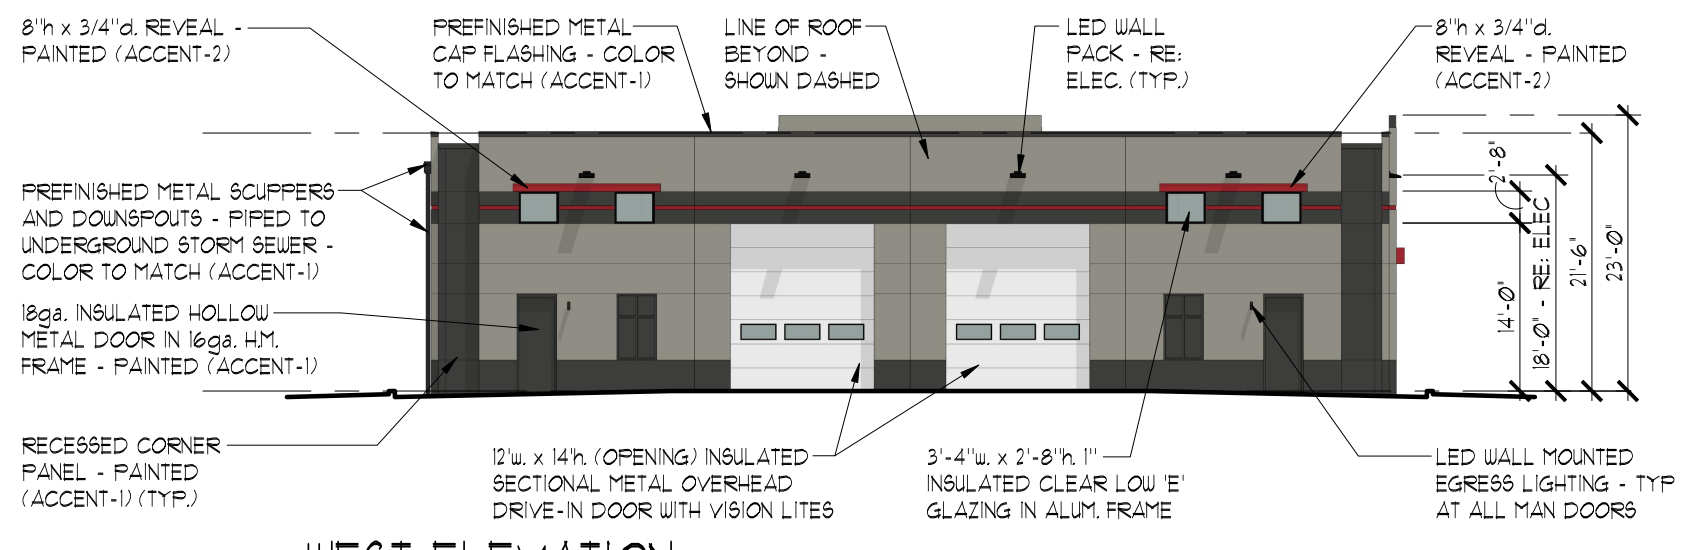 8"h x 3/4"d. REVEAL -
PAINTED (ACCENT-2)
PREFINISHED METAL
CAP FLASHING - COLOR
TO MATCH (ACCENT-1)
LINE OF ROOF
BEYOND -
SHOWN DASHED
LED WALL
PACK - RE:
ELEC. (TYP.)
8"h x 3/4"d.
REVEAL - PAINTED
(ACCENT-2)
PREFINISHED METAL SCUPPERS
AND DOWNSPOUTS - PIPED TO
UNDERGROUND STORM SEWER -
COLOR TO MATCH (ACCENT-1)
18ga. INSULATED HOLLOW
METAL DOOR IN 16ga. H.M.
FRAME - PAINTED (ACCENT-1)
2'-8"
14'-0"
18'-0" - RE: ELEC
21'-6"
23'-0"
RECESSED CORNER
PANEL - PAINTED
(ACCENT-1) (TYP.)
12'w. x 14'h. (OPENING) INSULATED
SECTIONAL METAL OVERHEAD
DRIVE-IN DOOR WITH VISION LITES
3'-4"w. x 2'-8"h. 1"
INSULATED CLEAR LOW 'E'
GLAZING IN ALUM. FRAME
LED WALL MOUNTED
EGRESS LIGHTING - TYP
AT ALL MAN DOORS
WEST ELEVATION